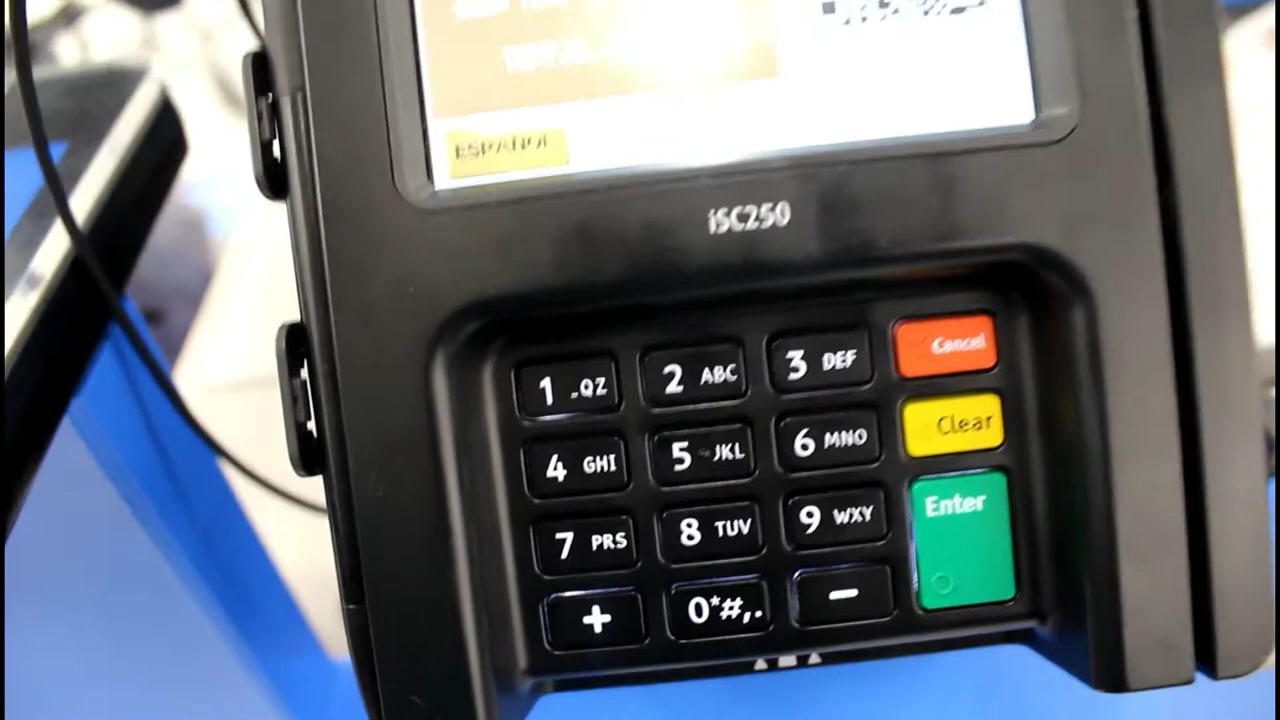 TOTAL
ESPAÑOL
iSC250
1 .QZ 2 ABC 3 DEF Cancel
4 GHI 5 JKL 6 MNO Clear
7 PRS 8 TUV 9 WXY Enter
+ 0*#,. -